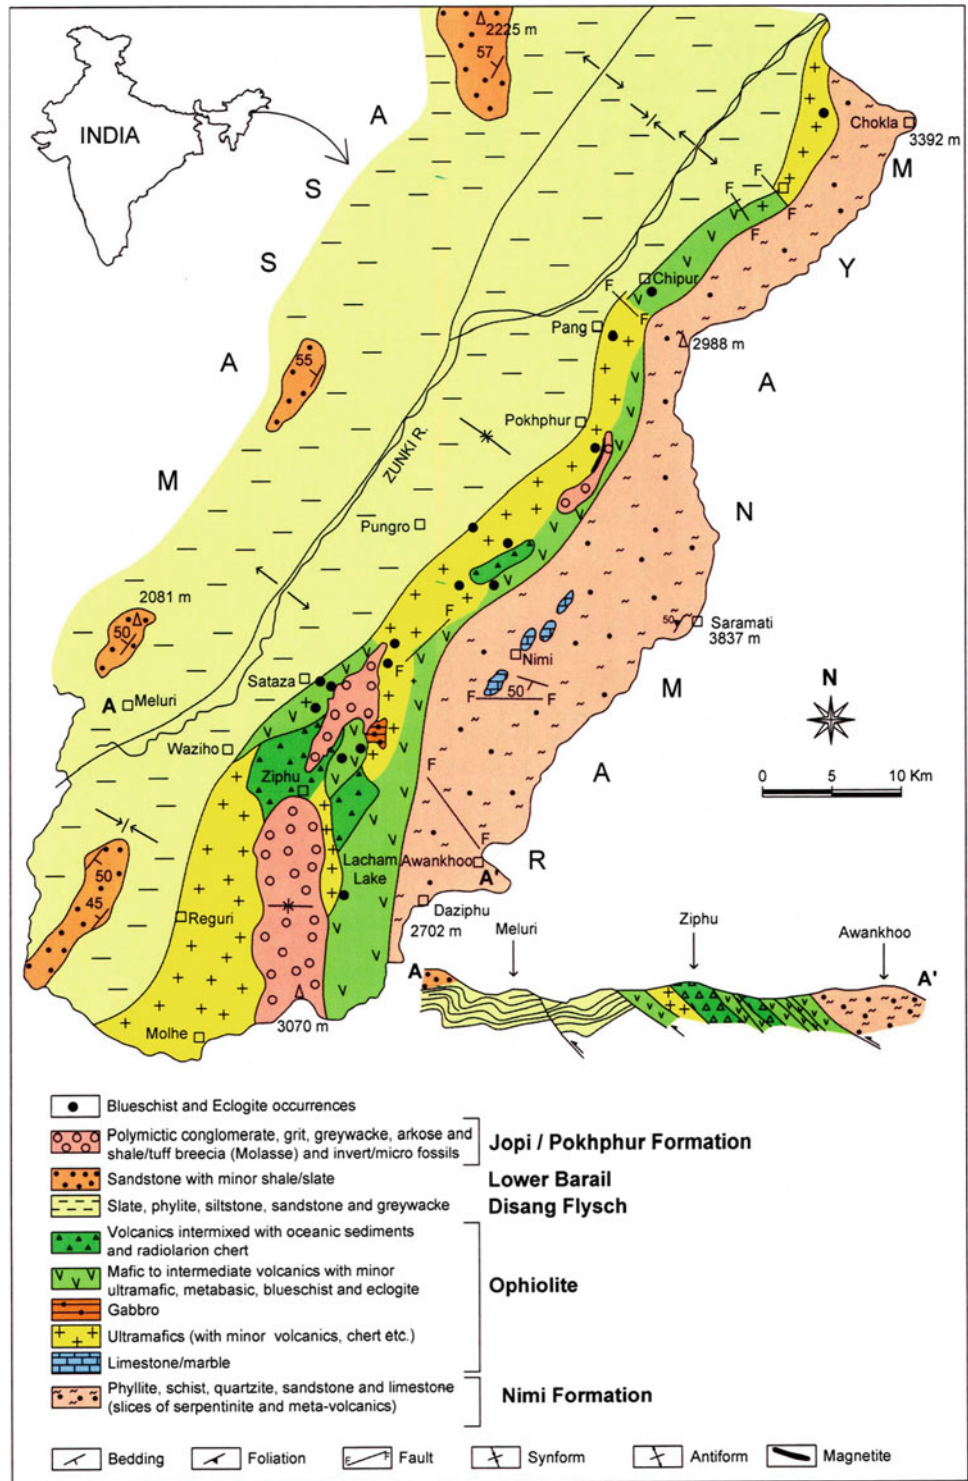 INDIA
A
S
S
A
M
M
Y
A
N
M
A
R
2225 m
57
Chokla
3392 m
F
F
F
F
Chipur
F
F
Pang
2988 m
55
Pokhphur
ZUNKI R.
Pungro
2081 m
50
F
50
Saramati
3837 m
Nimi
50
F
F
Sataza
F
A
Meluri
N
Waziho
0 5 10 Km
Ziphu
F
F
50
45
Lacham
Lake
Awankhoo
A'
Reguri
Daziphu
2702 m
Molhe
3070 m
Meluri
Ziphu
Awankhoo
A
A'
Blueschist and Eclogite occurrences
Polymictic conglomerate, grit, greywacke, arkose and
shale/tuff breecia (Molasse) and invert/micro fossils
Jopi / Pokhphur Formation
Sandstone with minor shale/slate
Lower Barail
Slate, phylite, siltstone, sandstone and greywacke
Disang Flysch
Volcanics intermixed with oceanic sediments
and radiolarion chert
Mafic to intermediate volcanics with minor
ultramafic, metabasic, blueschist and eclogite
Ophiolite
Gabbro
Ultramafics (with minor volcanics, chert etc.)
Limestone/marble
Phyllite, schist, quartzite, sandstone and limestone
(slices of serpentinite and meta-volcanics)
Nimi Formation
Bedding
Foliation
F F
Fault
Synform
Antiform
Magnetite